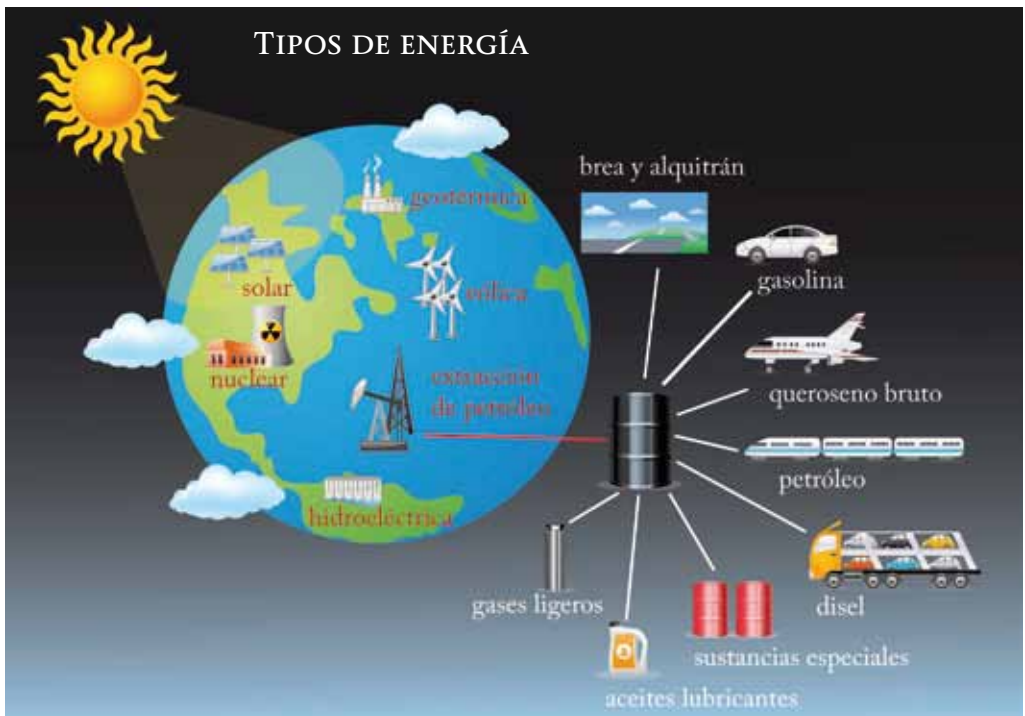 TIPOS DE ENERGÍA
geotérmica
solar
eólica
nuclear
extracción
de petróleo
hidroeléctrica
brea y alquitrán
gasolina
queroseno bruto
petróleo
disel
gases ligeros
sustancias especiales
aceites lubricantes